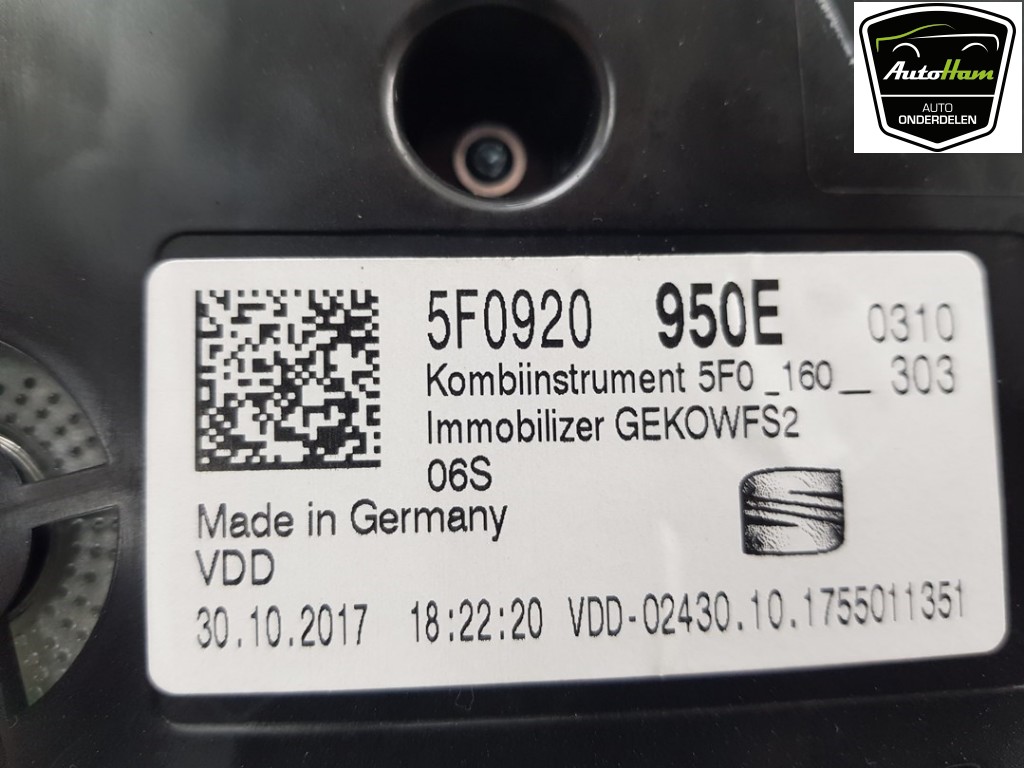 AutoHam
AUTO
ONDERDELEN
5F0920 950E 0310
Kombiinstrument 5F0 _160 __ 303
Immobilizer GEKOWFS2
06S
Made in Germany
VDD
30.10.2017 18:22:20 VDD-02430.10.1755011351